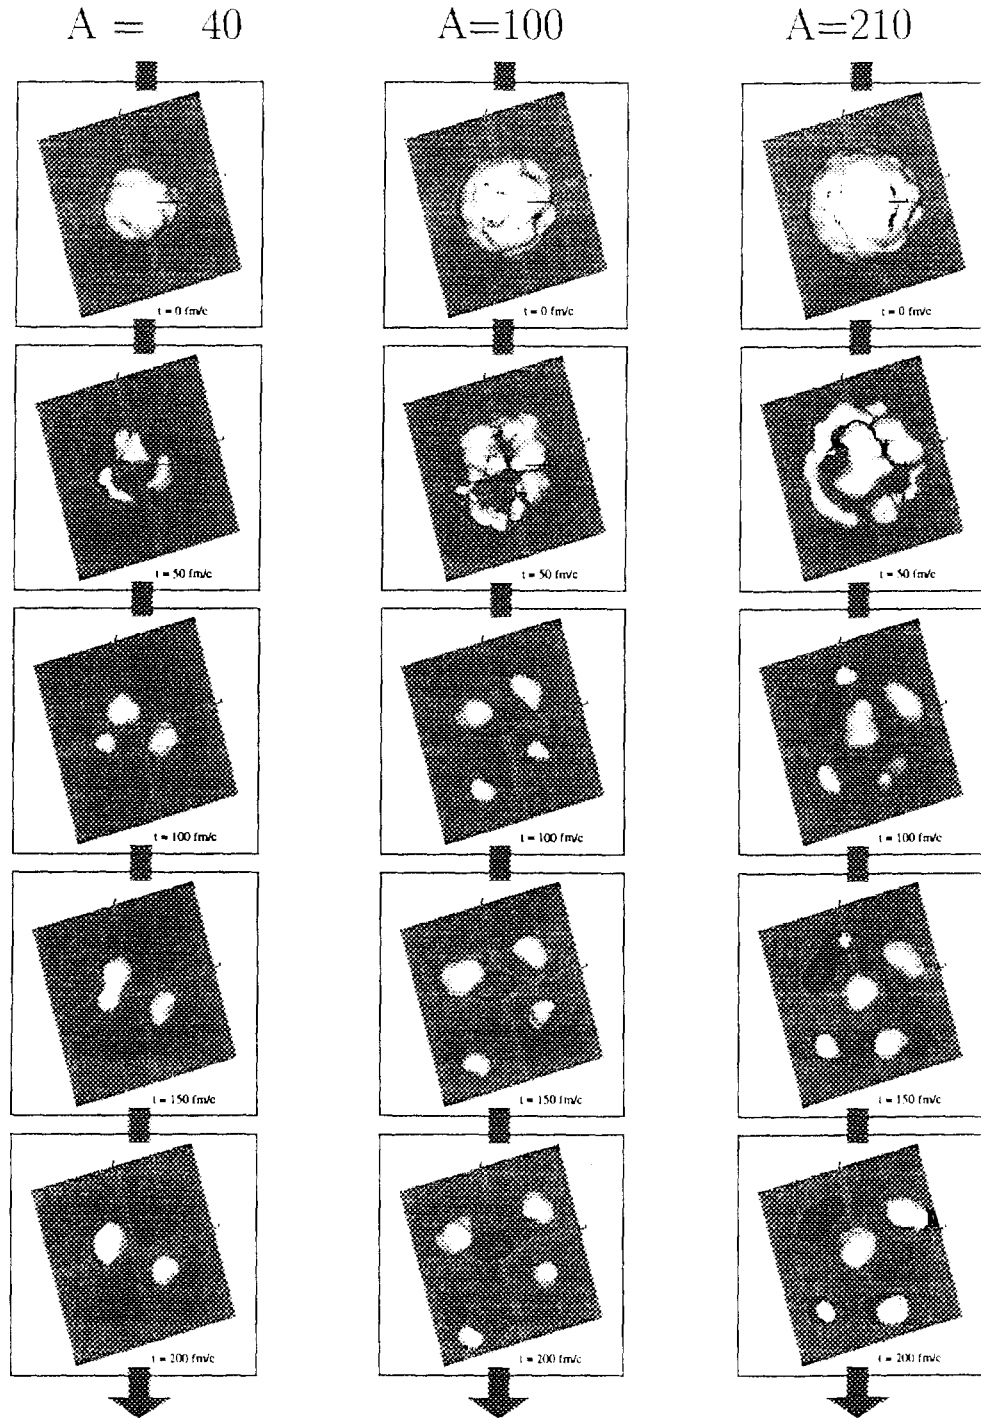 A = 40 A=100 A=210
t = 0 fm/c t = 0 fm/c t = 0 fm/c
t = 50 fm/c t = 50 fm/c t = 50 fm/c
t = 100 fm/c t = 100 fm/c t = 100 fm/c
t = 150 fm/c t = 150 fm/c t = 150 fm/c
t = 200 fm/c t = 200 fm/c t = 200 fm/c